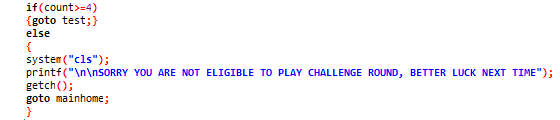 if(count>=4)
{goto test;}
else
{
system("cls");
printf("\n\nSORRY YOU ARE NOT ELIGIBLE TO PLAY CHALLENGE ROUND, BETTER LUCK NEXT TIME");
getch();
goto mainhome;
}